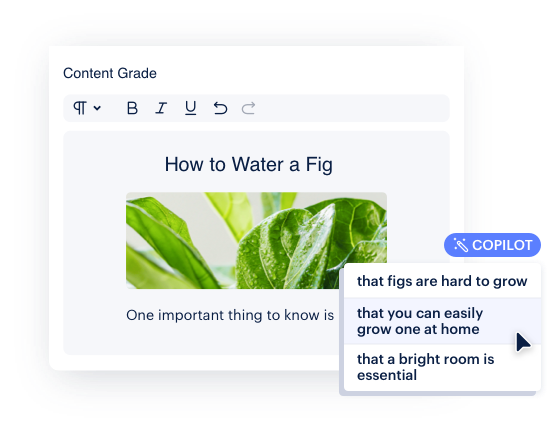 Content Grade
B I U
How to Water a Fig
One important thing to know is
COPILOT
that figs are hard to grow
that you can easily
grow one at home
that a bright room is
essential